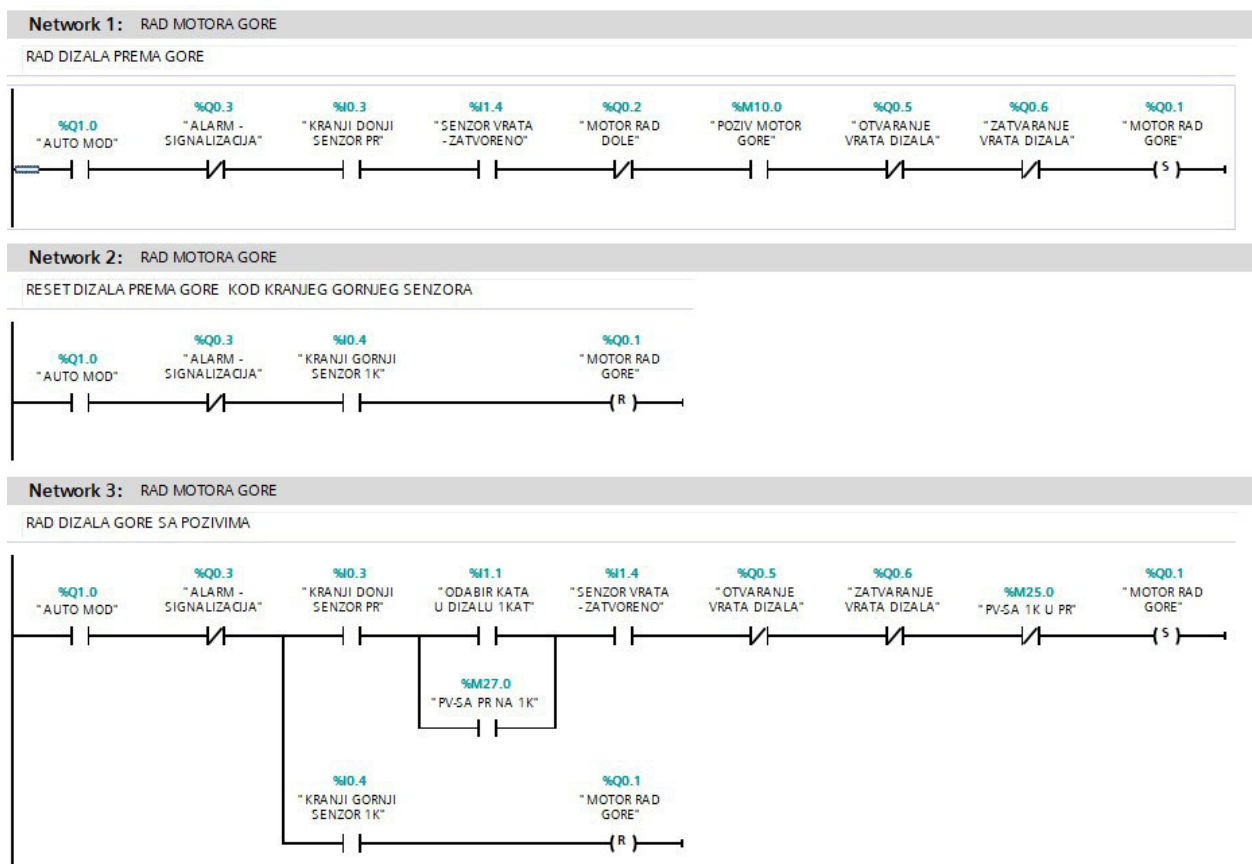 Network 1: RAD MOTORA GORE
RAD DIZALA PREMA GORE
%Q1.0
"AUTO MOD"
%Q0.3
"ALARM -
SIGNALIZACIJA"
%I0.3
"KRANJI DONJI
SENZOR PR"
%I1.4
"SENZOR VRATA
-ZATVORENO"
%Q0.2
"MOTOR RAD
DOLE"
%M10.0
"POZIV MOTOR
GORE"
%Q0.5
"OTVARANJE
VRATA DIZALA"
%Q0.6
"ZATVARANJE
VRATA DIZALA"
%Q0.1
"MOTOR RAD
GORE"
S
Network 2: RAD MOTORA GORE
RESET DIZALA PREMA GORE KOD KRANJEG GORNJEG SENZORA
%Q1.0
"AUTO MOD"
%Q0.3
"ALARM -
SIGNALIZACIJA"
%I0.4
"KRANJI GORNJI
SENZOR 1K"
%Q0.1
"MOTOR RAD
GORE"
R
Network 3: RAD MOTORA GORE
RAD DIZALA GORE SA POZIVIMA
%Q1.0
"AUTO MOD"
%Q0.3
"ALARM -
SIGNALIZACIJA"
%I0.3
"KRANJI DONJI
SENZOR PR"
%I1.1
"ODABIR KATA
U DIZALU 1KAT"
%I1.4
"SENZOR VRATA
-ZATVORENO"
%Q0.5
"OTVARANJE
VRATA DIZALA"
%Q0.6
"ZATVARANJE
VRATA DIZALA"
%M25.0
"PV-SA 1K U PR"
%Q0.1
"MOTOR RAD
GORE"
S
%M27.0
"PV-SA PR NA 1K"
%I0.4
"KRANJI GORNJI
SENZOR 1K"
%Q0.1
"MOTOR RAD
GORE"
R